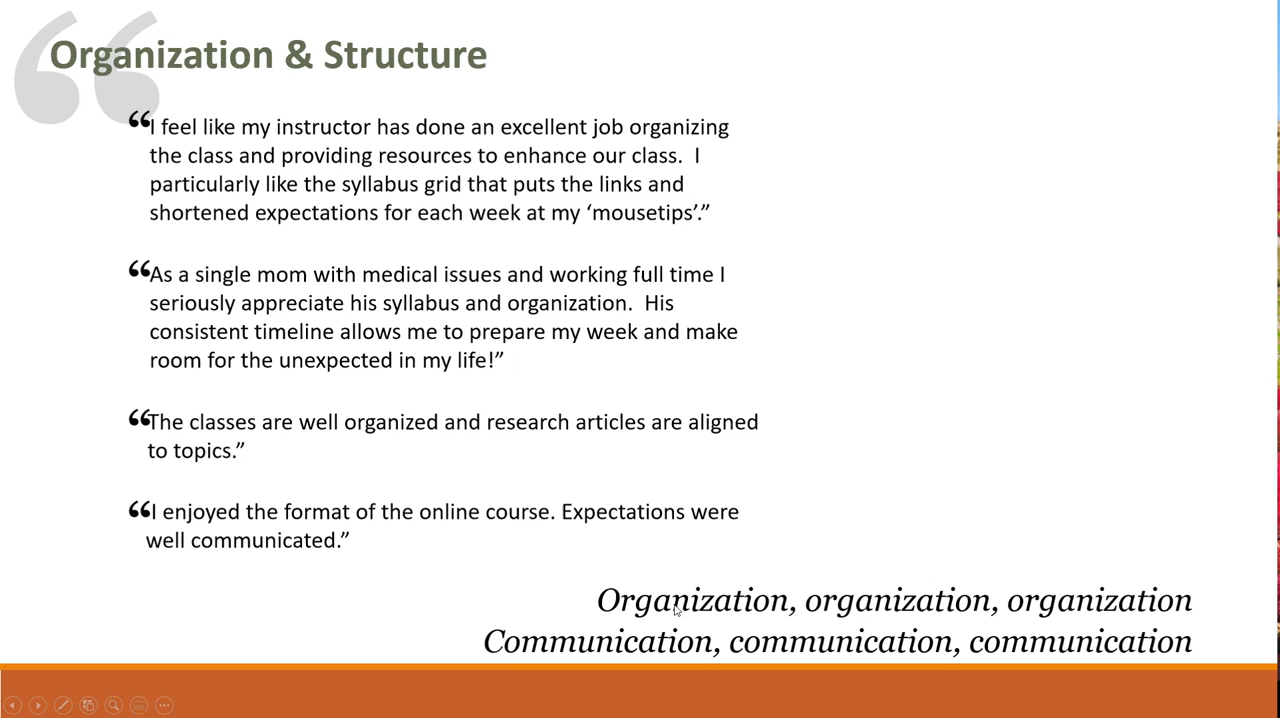 Organization & Structure
“I feel like my instructor has done an excellent job organizing
the class and providing resources to enhance our class.  I
particularly like the syllabus grid that puts the links and
shortened expectations for each week at my ‘mousetips’.”
“As a single mom with medical issues and working full time I
seriously appreciate his syllabus and organization.  His
consistent timeline allows me to prepare my week and make
room for the unexpected in my life!”
“The classes are well organized and research articles are aligned
to topics.”
“I enjoyed the format of the online course. Expectations were
well communicated.”
Organization, organization, organization
Communication, communication, communication